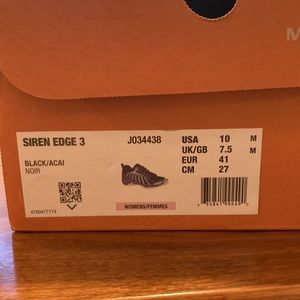 M
SIREN EDGE 3 J034438
BLACK/ACAI
NOIR
USA 10 M
UK/GB 7.5 M
EUR 41
CM 27
WOMENS/FEMMES
4700477114